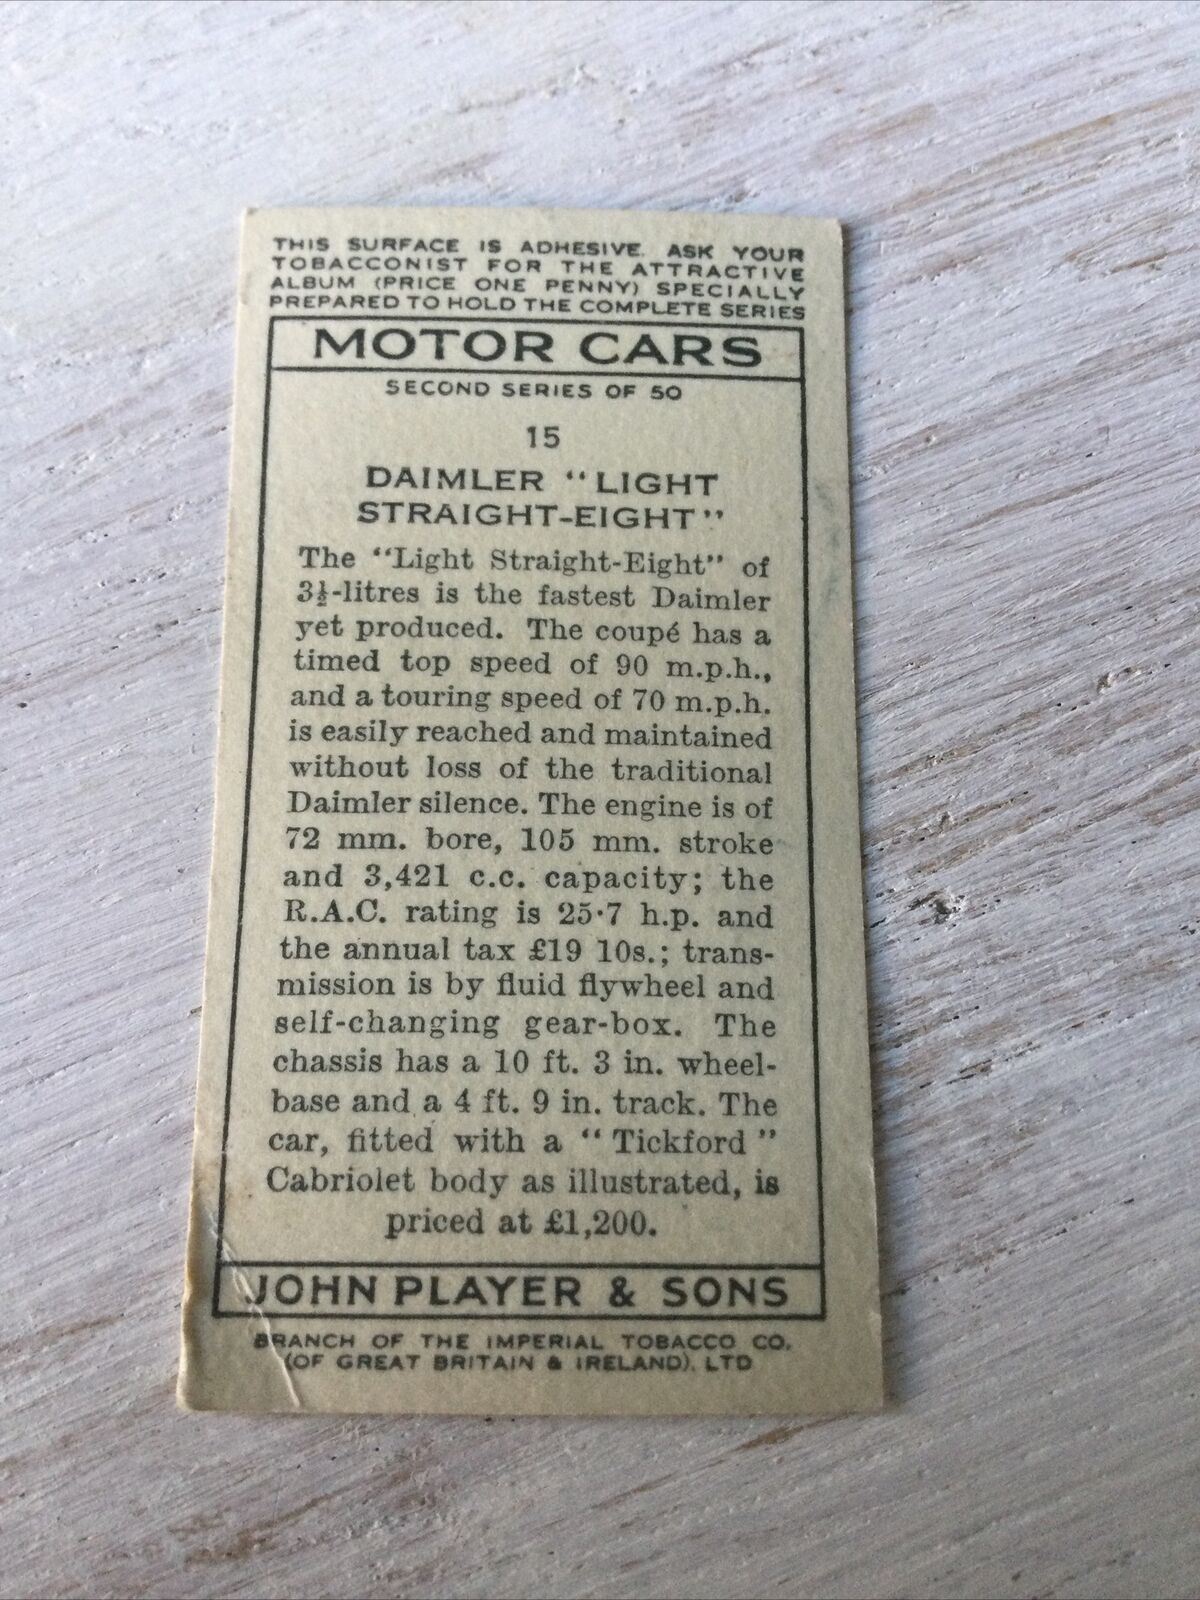 THIS SURFACE IS ADHESIVE. ASK YOUR
TOBACCONIST FOR THE ATTRACTIVE
ALBUM (PRICE ONE PENNY) SPECIALLY
PREPARED TO HOLD THE COMPLETE SERIES
MOTOR CARS
SECOND SERIES OF 50
15
DAIMLER "LIGHT
STRAIGHT-EIGHT"
The "Light Straight-Eight" of
3½-litres is the fastest Daimler
yet produced. The coupé has a
timed top speed of 90 m.p.h.,
and a touring speed of 70 m.p.h.
is easily reached and maintained
without loss of the traditional
Daimler silence. The engine is of
72 mm. bore, 105 mm. stroke
and 3,421 c.c. capacity; the
R.A.C. rating is 25·7 h.p. and
the annual tax £19 10s.; trans-
mission is by fluid flywheel and
self-changing gear-box. The
chassis has a 10 ft. 3 in. wheel-
base and a 4 ft. 9 in. track. The
car, fitted with a "Tickford"
Cabriolet body as illustrated, is
priced at £1,200.
JOHN PLAYER & SONS
BRANCH OF THE IMPERIAL TOBACCO CO.
(OF GREAT BRITAIN & IRELAND), LTD